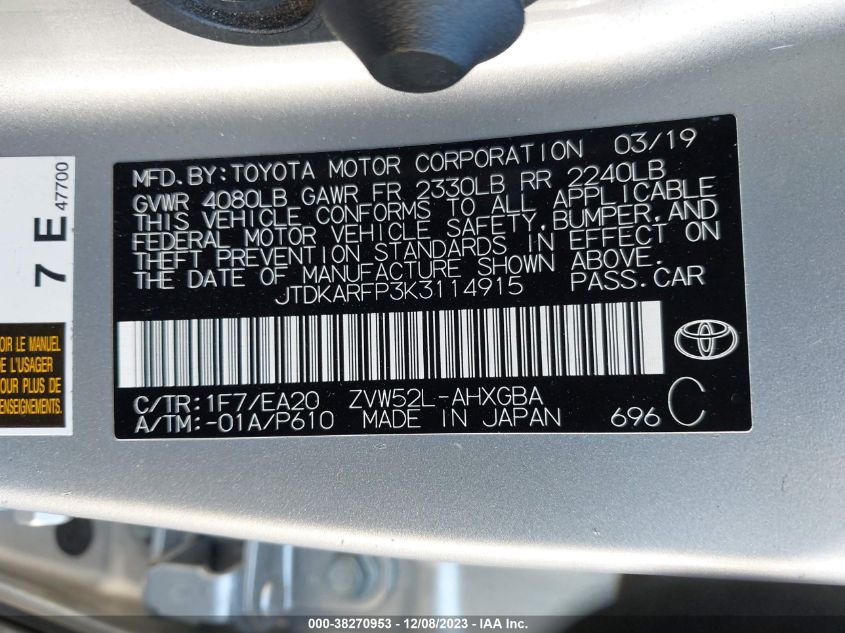 MFD. BY: TOYOTA MOTOR CORPORATION 03/19
GVWR 4080LB GAWR FR 2330LB RR 2240LB
THIS VEHICLE CONFORMS TO ALL APPLICABLE
FEDERAL MOTOR VEHICLE SAFETY, BUMPER, AND
THEFT PREVENTION STANDARDS IN EFFECT ON
THE DATE OF MANUFACTURE SHOWN ABOVE.
JTDKARFP3K3114915 PASS. CAR
C/TR: 1F7/EA20 ZVW52L-AHXGBA
A/TM: -01A/P610 MADE IN JAPAN 696 C
7 E 47700
OIR LE MANUEL
E L'USAGER
POUR PLUS DE
ENSEIGNEMENTS
000-38270953 - 12/08/2023 - IAA Inc.